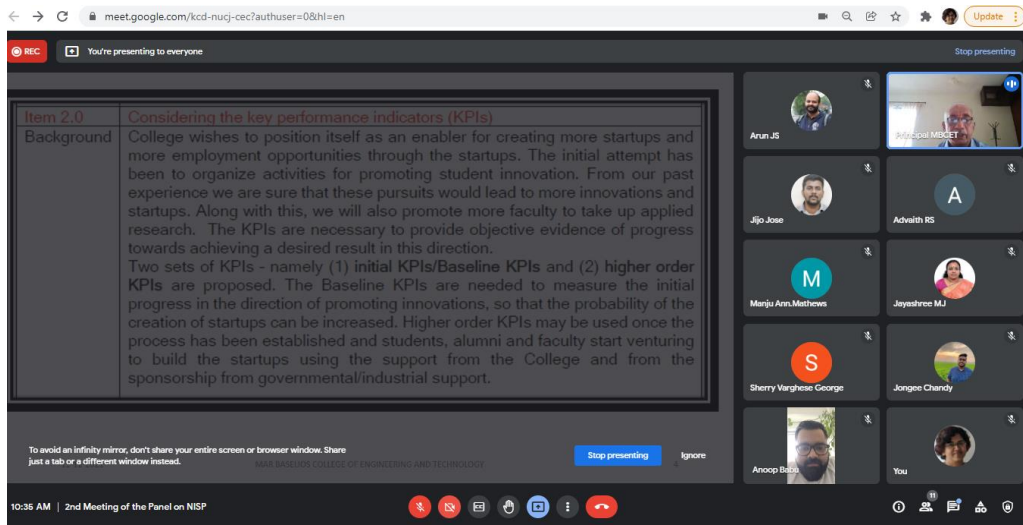 meet.google.com/kcd-nucj-cec?authuser=0&hl=en
Update
REC
You're presenting to everyone
Stop presenting
Item 2.0 Considering the key performance indicators (KPIs)
Background College wishes to position itself as an enabler for creating more startups and
more employment opportunities through the startups. The initial attempt has
been to organize activities for promoting student innovation. From our past
experience we are sure that these pursuits would lead to more innovations and
startups. Along with this, we will also promote more faculty to take up applied
research. The KPIs are necessary to provide objective evidence of progress
towards achieving a desired result in this direction.
Two sets of KPIs - namely (1) initial KPIs/Baseline KPIs and (2) higher order
KPIs are proposed. The Baseline KPIs are needed to measure the initial
progress in the direction of promoting innovations, so that the probability of the
creation of startups can be increased. Higher order KPIs may be used once the
process has been established and students, alumni and faculty start venturing
to build the startups using the support from the College and from the
sponsorship from governmental/industrial support.
To avoid an infinity mirror, don't share your entire screen or browser window. Share
just a tab or a different window instead.
MAR BASELIOS COLLEGE OF ENGINEERING AND TECHNOLOGY
4
Stop presenting
Ignore
Arun JS
Principal MBCET
Jijo Jose
A
Advaith RS
M
Manju Ann.Mathews
Jayashree MJ
S
Sherry Varghese George
Jongee Chandy
Anoop Babu
You
10:36 AM | 2nd Meeting of the Panel on NISP
11